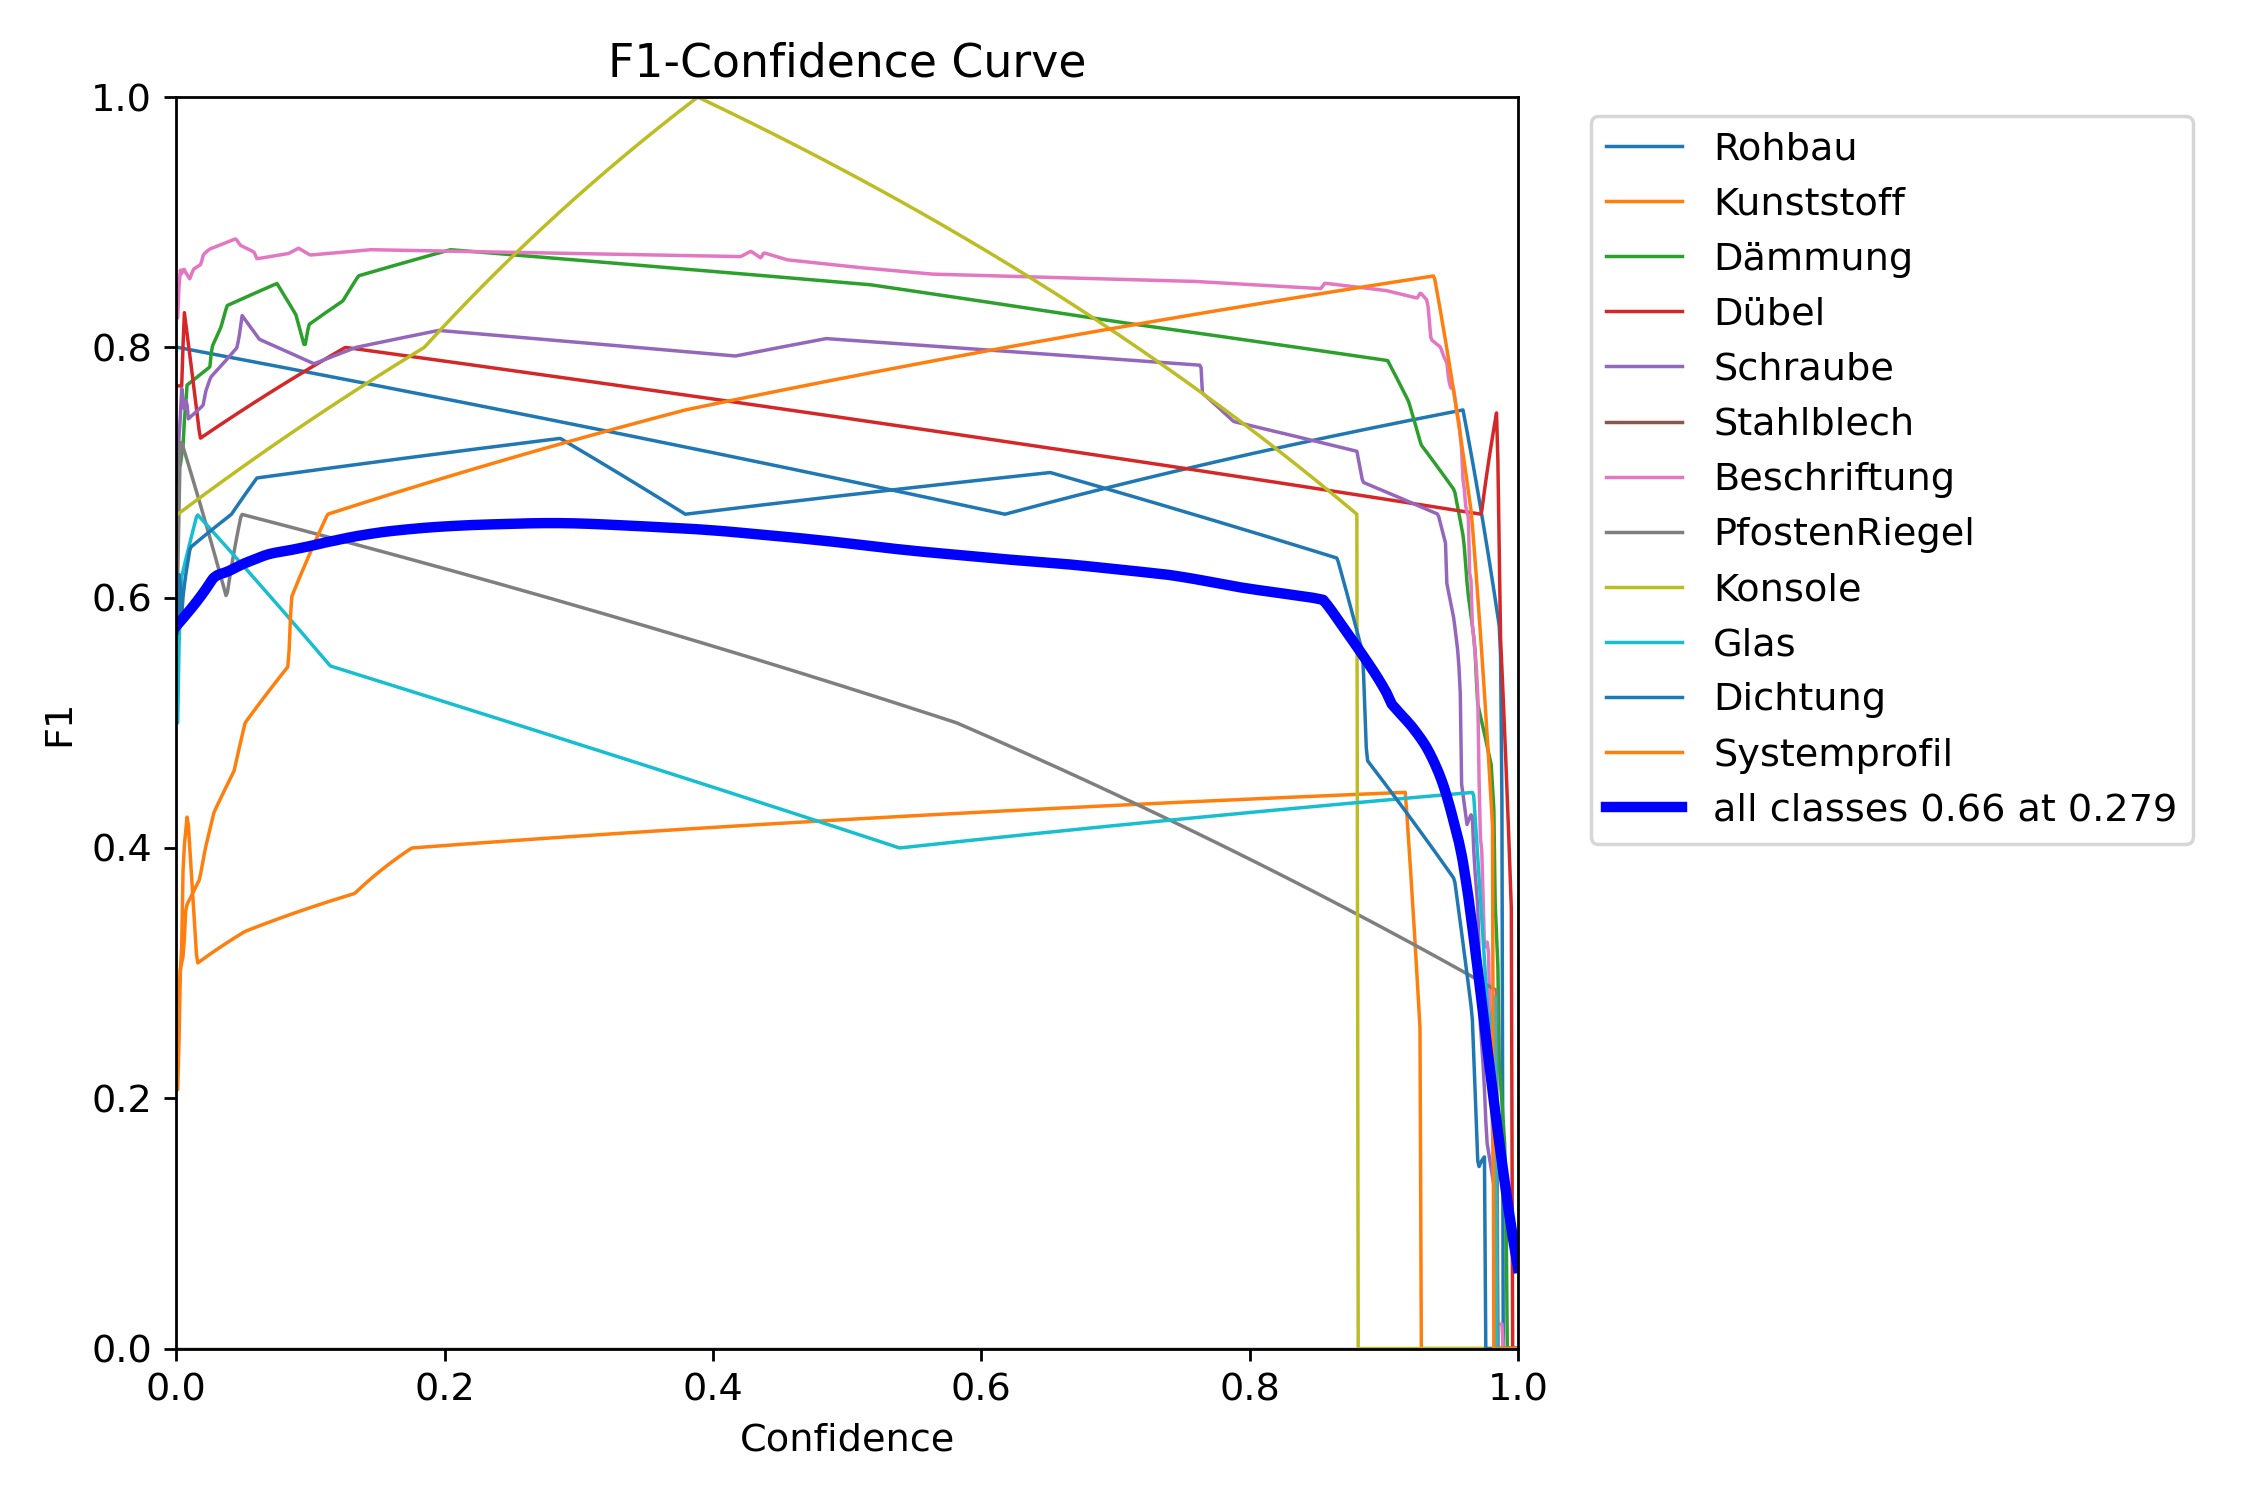 F1-Confidence Curve
1.0
0.8
0.6
0.4
0.2
0.0
F1
0.0 0.2 0.4 0.6 0.8 1.0
Confidence
Rohbau
Kunststoff
Dämmung
Dübel
Schraube
Stahlblech
Beschriftung
PfostenRiegel
Konsole
Glas
Dichtung
Systemprofil
all classes 0.66 at 0.279